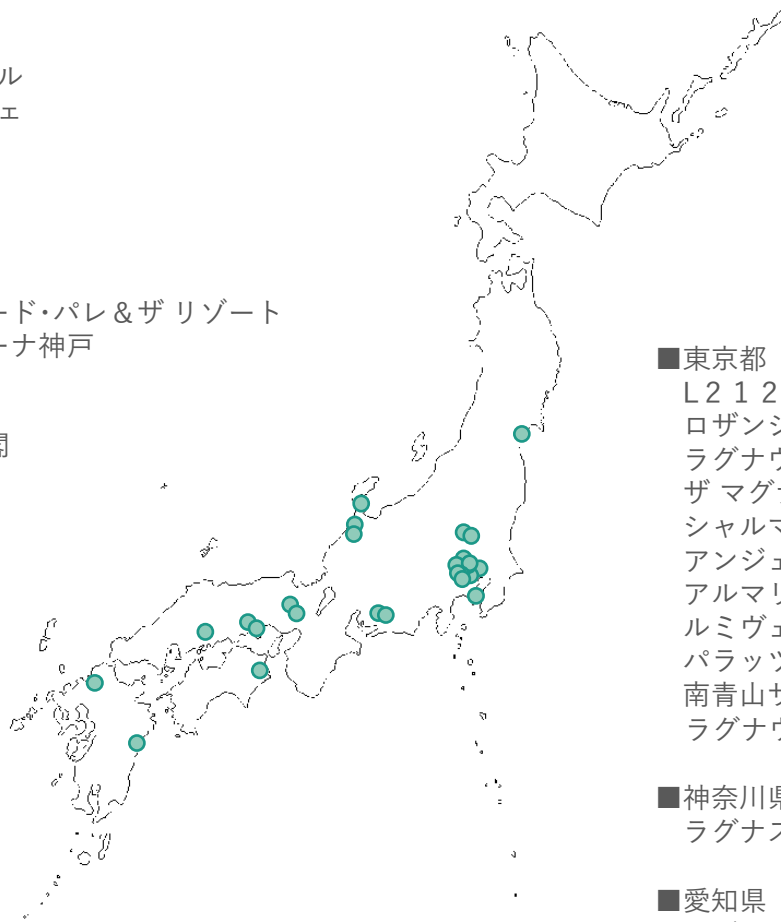 ル
ェ
ード・パレ＆ザ リゾート
ーナ神戸
■東京都
L２１２
ロザンシ
ラグナヴ
ザ マグナ
シャルマ
アンジェ
アルマリ
ルミヴェ
パラッツ
南青山サ
ラグナヴ
■神奈川県
ラグナス
■愛知県